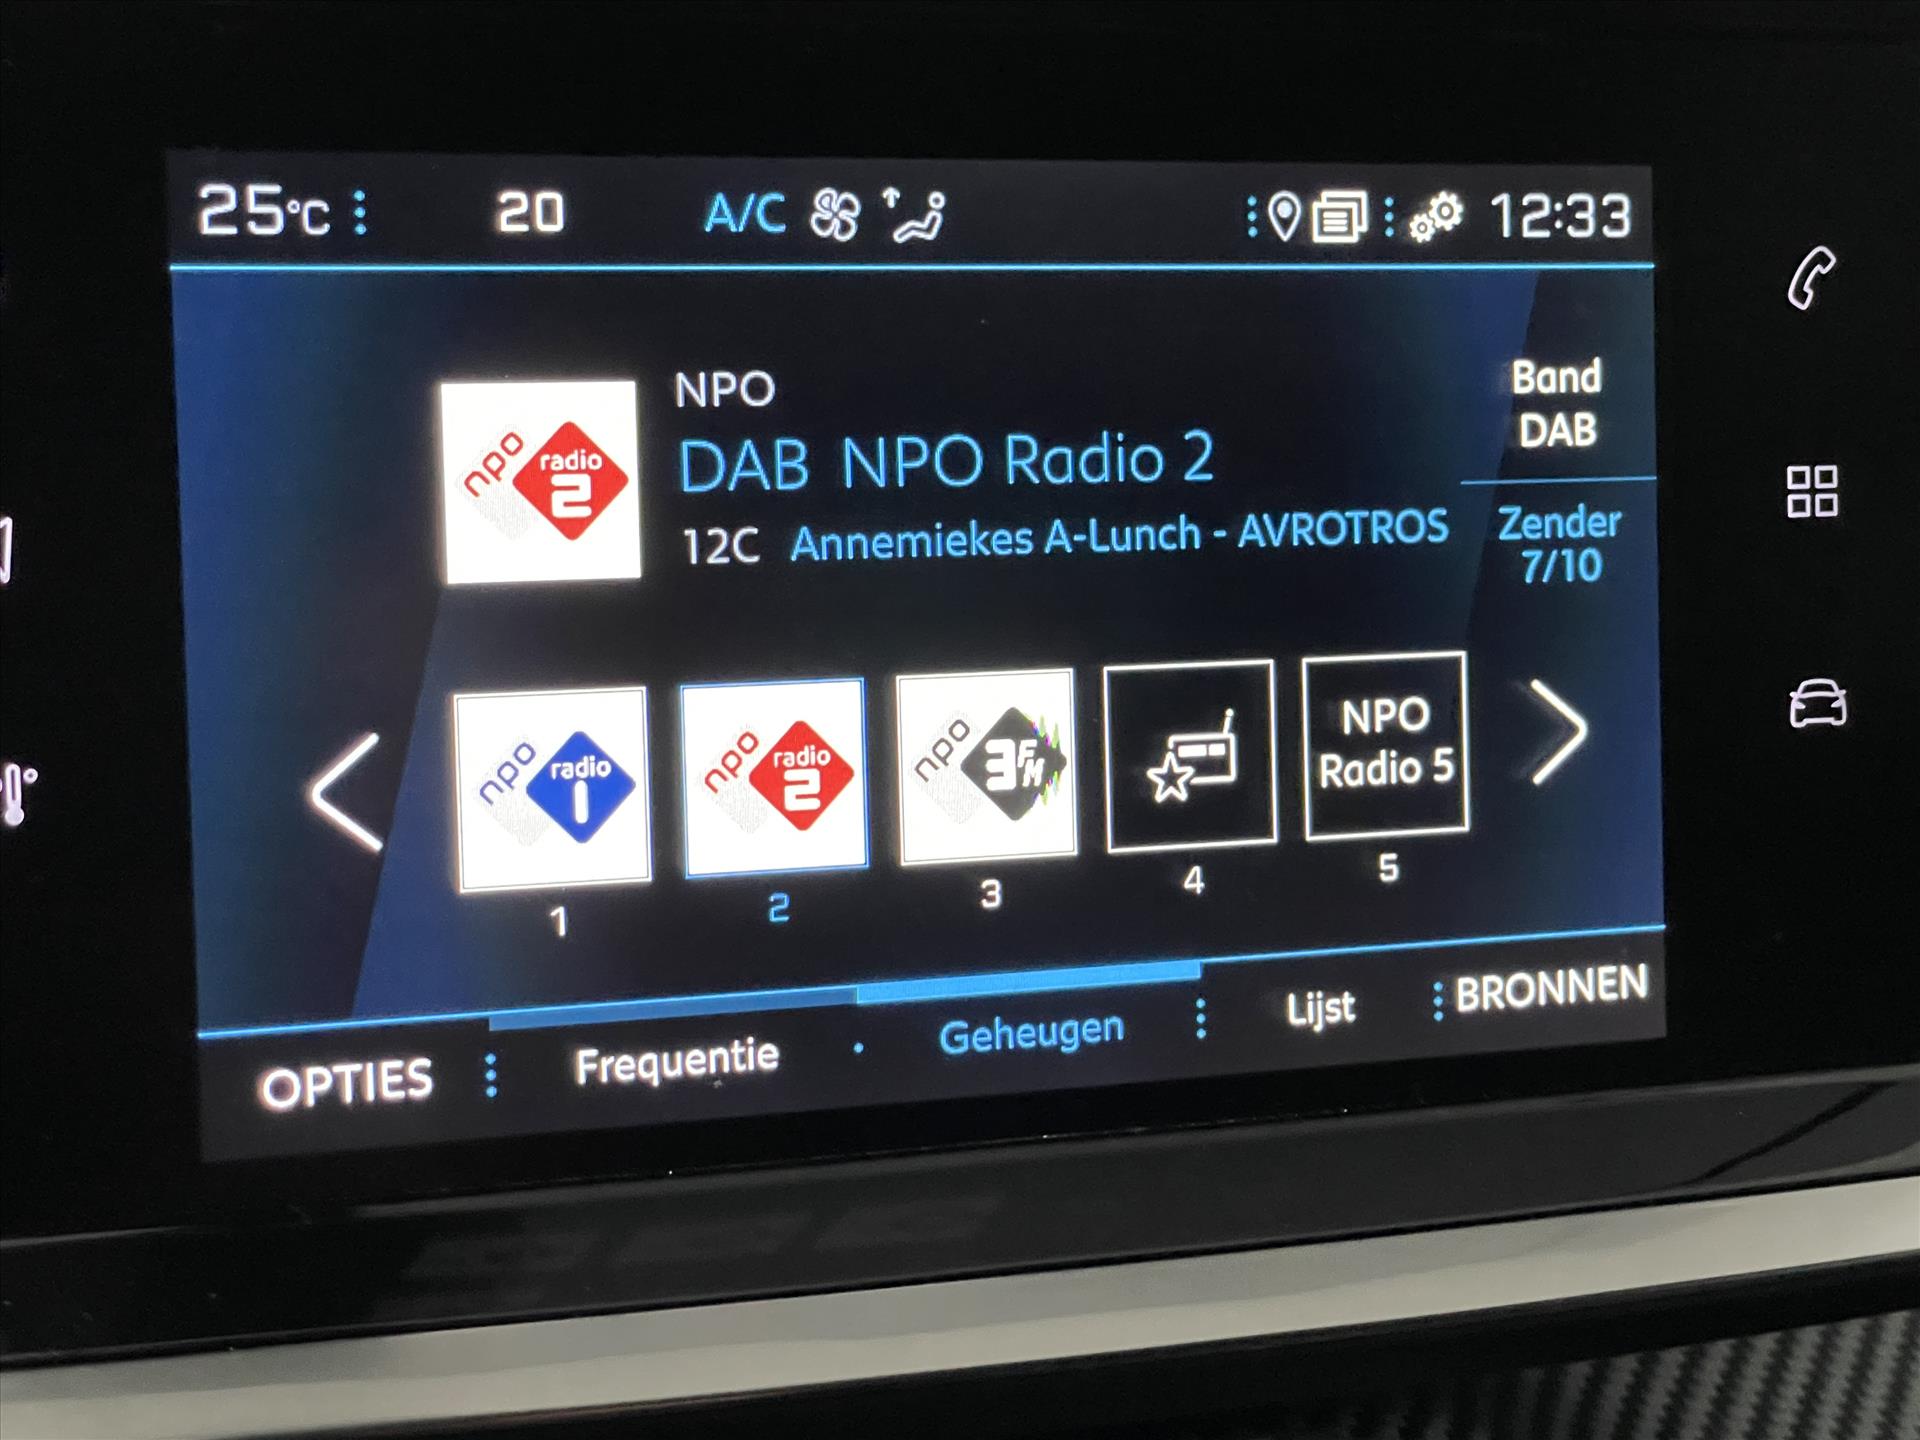 25°C 20 A/C 12:33
NPO
DAB NPO Radio 2
12C Annemiekes A-Lunch - AVROTROS
Band
DAB
Zender
7/10
npo radio 2
npo radio 1
npo radio 2
npo 3FM
NPO
Radio 5
1 2 3 4 5
OPTIES Frequentie Geheugen Lijst BRONNEN